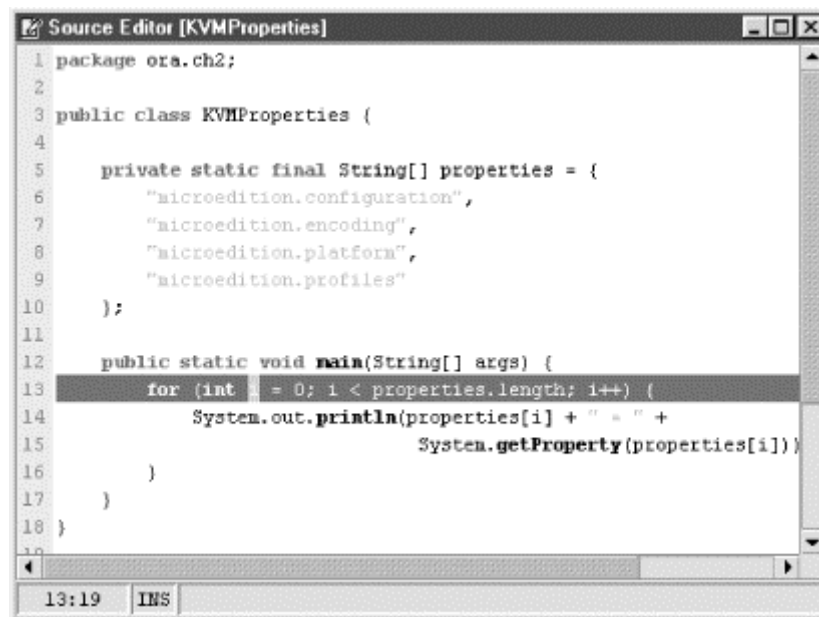 Source Editor [KVMProperties]
1 package ora.ch2;
2
3 public class KVMProperties {
4
5 private static final String[] properties = {
6 "microedition.configuration",
7 "microedition.encoding",
8 "microedition.platform",
9 "microedition.profiles"
10 };
11
12 public static void main(String[] args) {
13 for (int i = 0; i < properties.length; i++) {
14 System.out.println(properties[i] + " = " +
15 System.getProperty(properties[i]))
16 }
17 }
18 }
19
13:19 INS